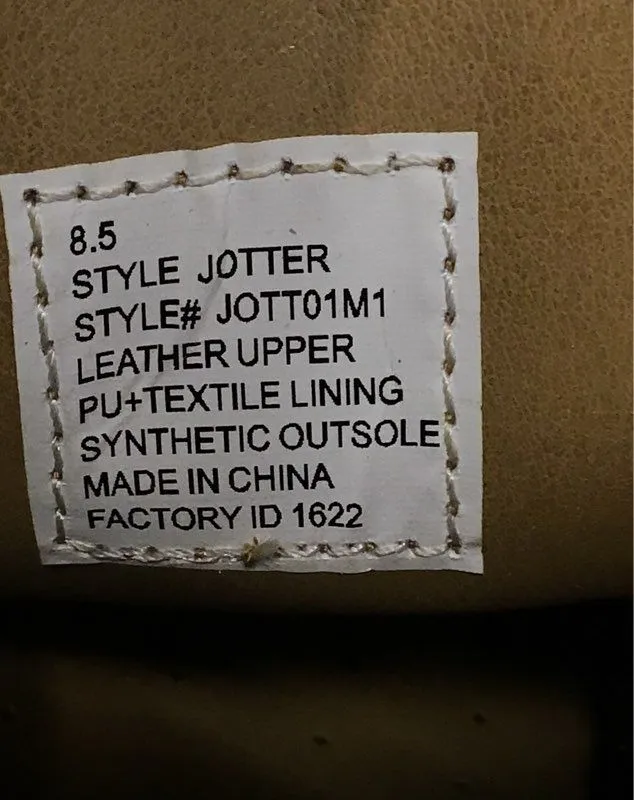 8.5
STYLE JOTTER
STYLE# JOTT01M1
LEATHER UPPER
PU+TEXTILE LINING
SYNTHETIC OUTSOLE
MADE IN CHINA
FACTORY ID 1622